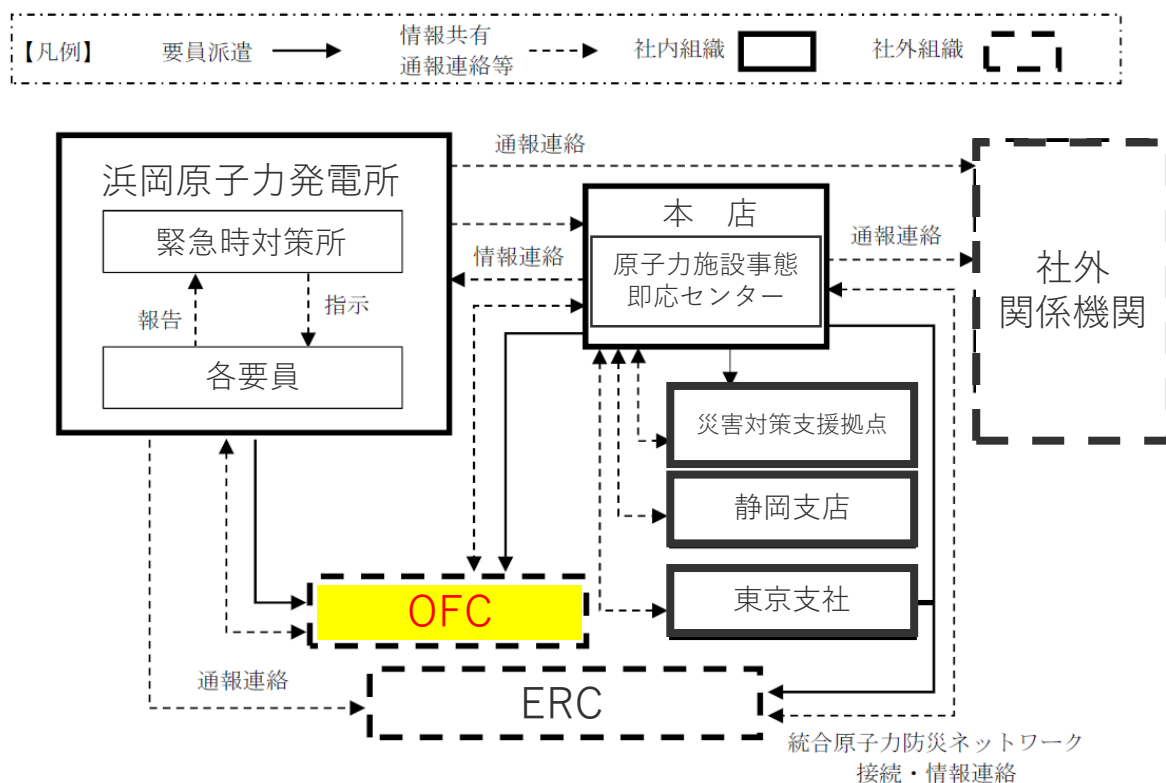 【凡例】
要員派遣
情報共有
通報連絡等
社内組織
社外組織
通報連絡
浜岡原子力発電所
緊急時対策所
報告
指示
各要員
情報連絡
本　店
原子力施設事態
即応センター
通報連絡
社外
関係機関
災害対策支援拠点
静岡支店
東京支社
OFC
通報連絡
ERC
統合原子力防災ネットワーク
接続・情報連絡